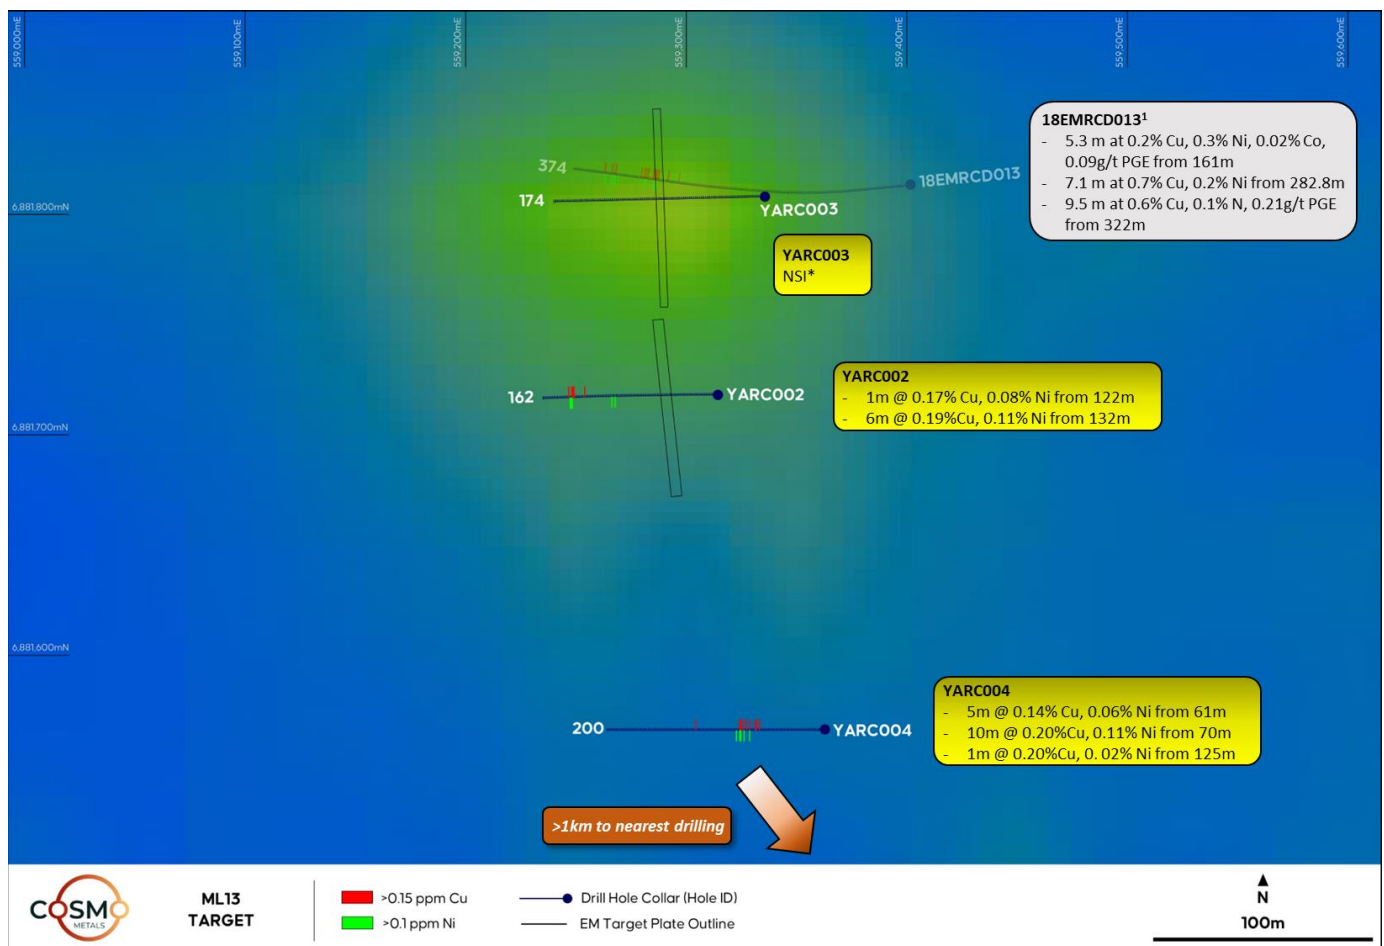 559,000mE
559,100mE
559,200mE
559,300mE
559,400mE
559,500mE
559,600mE
18EMRCD013¹
- 5.3 m at 0.2% Cu, 0.3% Ni, 0.02% Co,
0.09g/t PGE from 161m
- 7.1 m at 0.7% Cu, 0.2% Ni from 282.8m
- 9.5 m at 0.6% Cu, 0.1% N, 0.21g/t PGE
from 322m
374
18EMRCD013
174
YARC003
6,881,800mN
YARC003
NSI*
YARC002
- 1m @ 0.17% Cu, 0.08% Ni from 122m
- 6m @ 0.19%Cu, 0.11% Ni from 132m
162
YARC002
6,881,700mN
6,881,600mN
YARC004
- 5m @ 0.14% Cu, 0.06% Ni from 61m
- 10m @ 0.20%Cu, 0.11% Ni from 70m
- 1m @ 0.20%Cu, 0. 02% Ni from 125m
200
YARC004
>1km to nearest drilling
COSMO
METALS
ML13
TARGET
>0.15 ppm Cu
>0.1 ppm Ni
Drill Hole Collar (Hole ID)
EM Target Plate Outline
N
100m